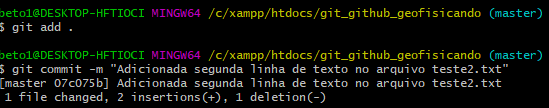 beto1@DESKTOP-HFTIOCI MINGW64 /c/xampp/htdocs/git_github_geofisicando (master)
$ git add .
beto1@DESKTOP-HFTIOCI MINGW64 /c/xampp/htdocs/git_github_geofisicando (master)
$ git commit -m "Adicionada segunda linha de texto no arquivo teste2.txt"
[master 07c075b] Adicionada segunda linha de texto no arquivo teste2.txt
1 file changed, 2 insertions(+), 1 deletion(-)